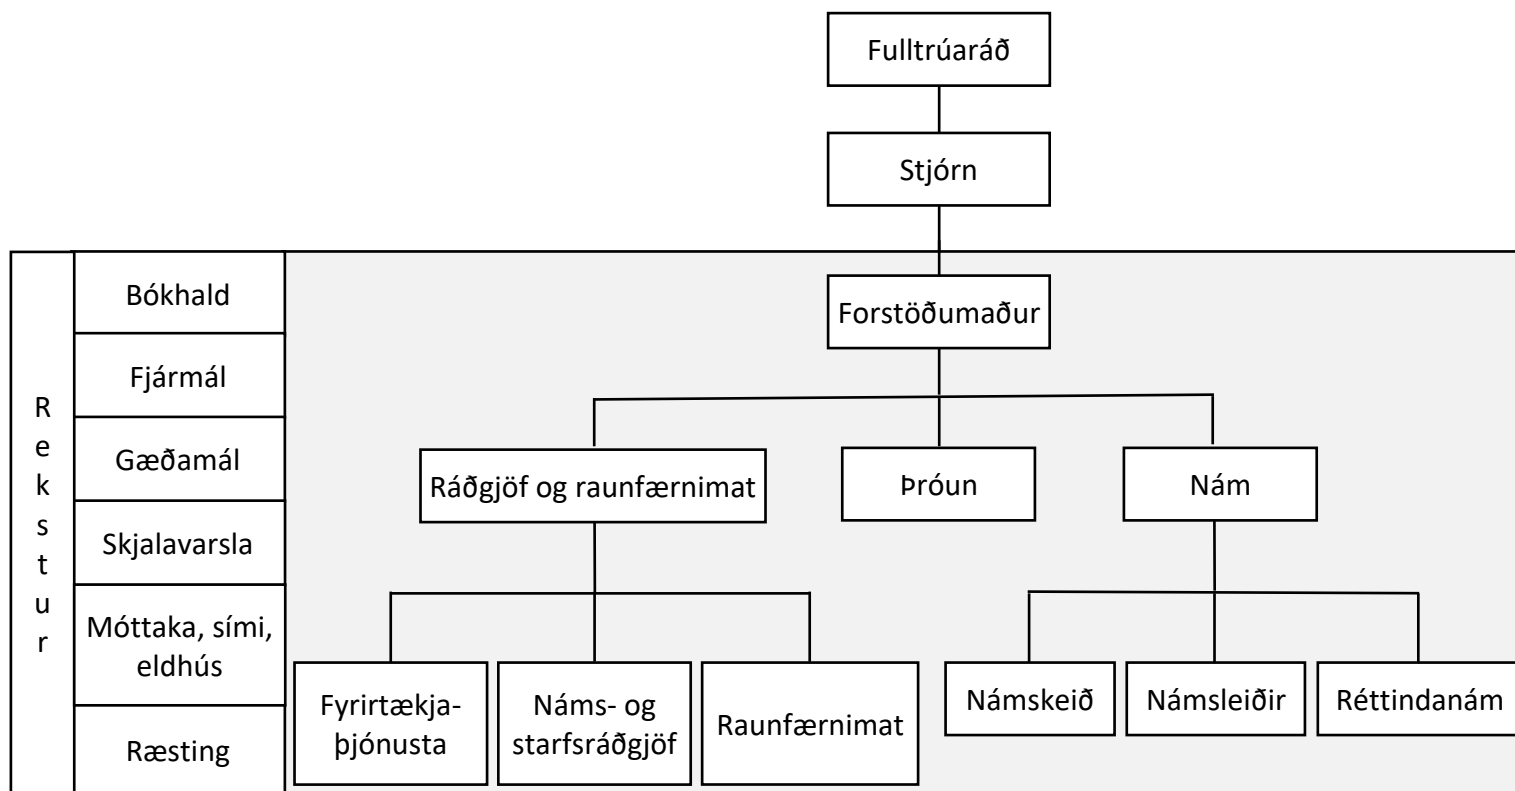 Fulltrúaráð
Stjórn
Forstöðumaður
Rekstur
Bókhald
Fjármál
Gæðamál
Skjalavarsla
Móttaka, sími,
eldhús
Ræsting
Ráðgjöf og raunfærnimat
Þróun
Nám
Fyrirtækja-
þjónusta
Náms- og
starfsráðgjöf
Raunfærnimat
Námskeið
Námsleiðir
Réttindanám